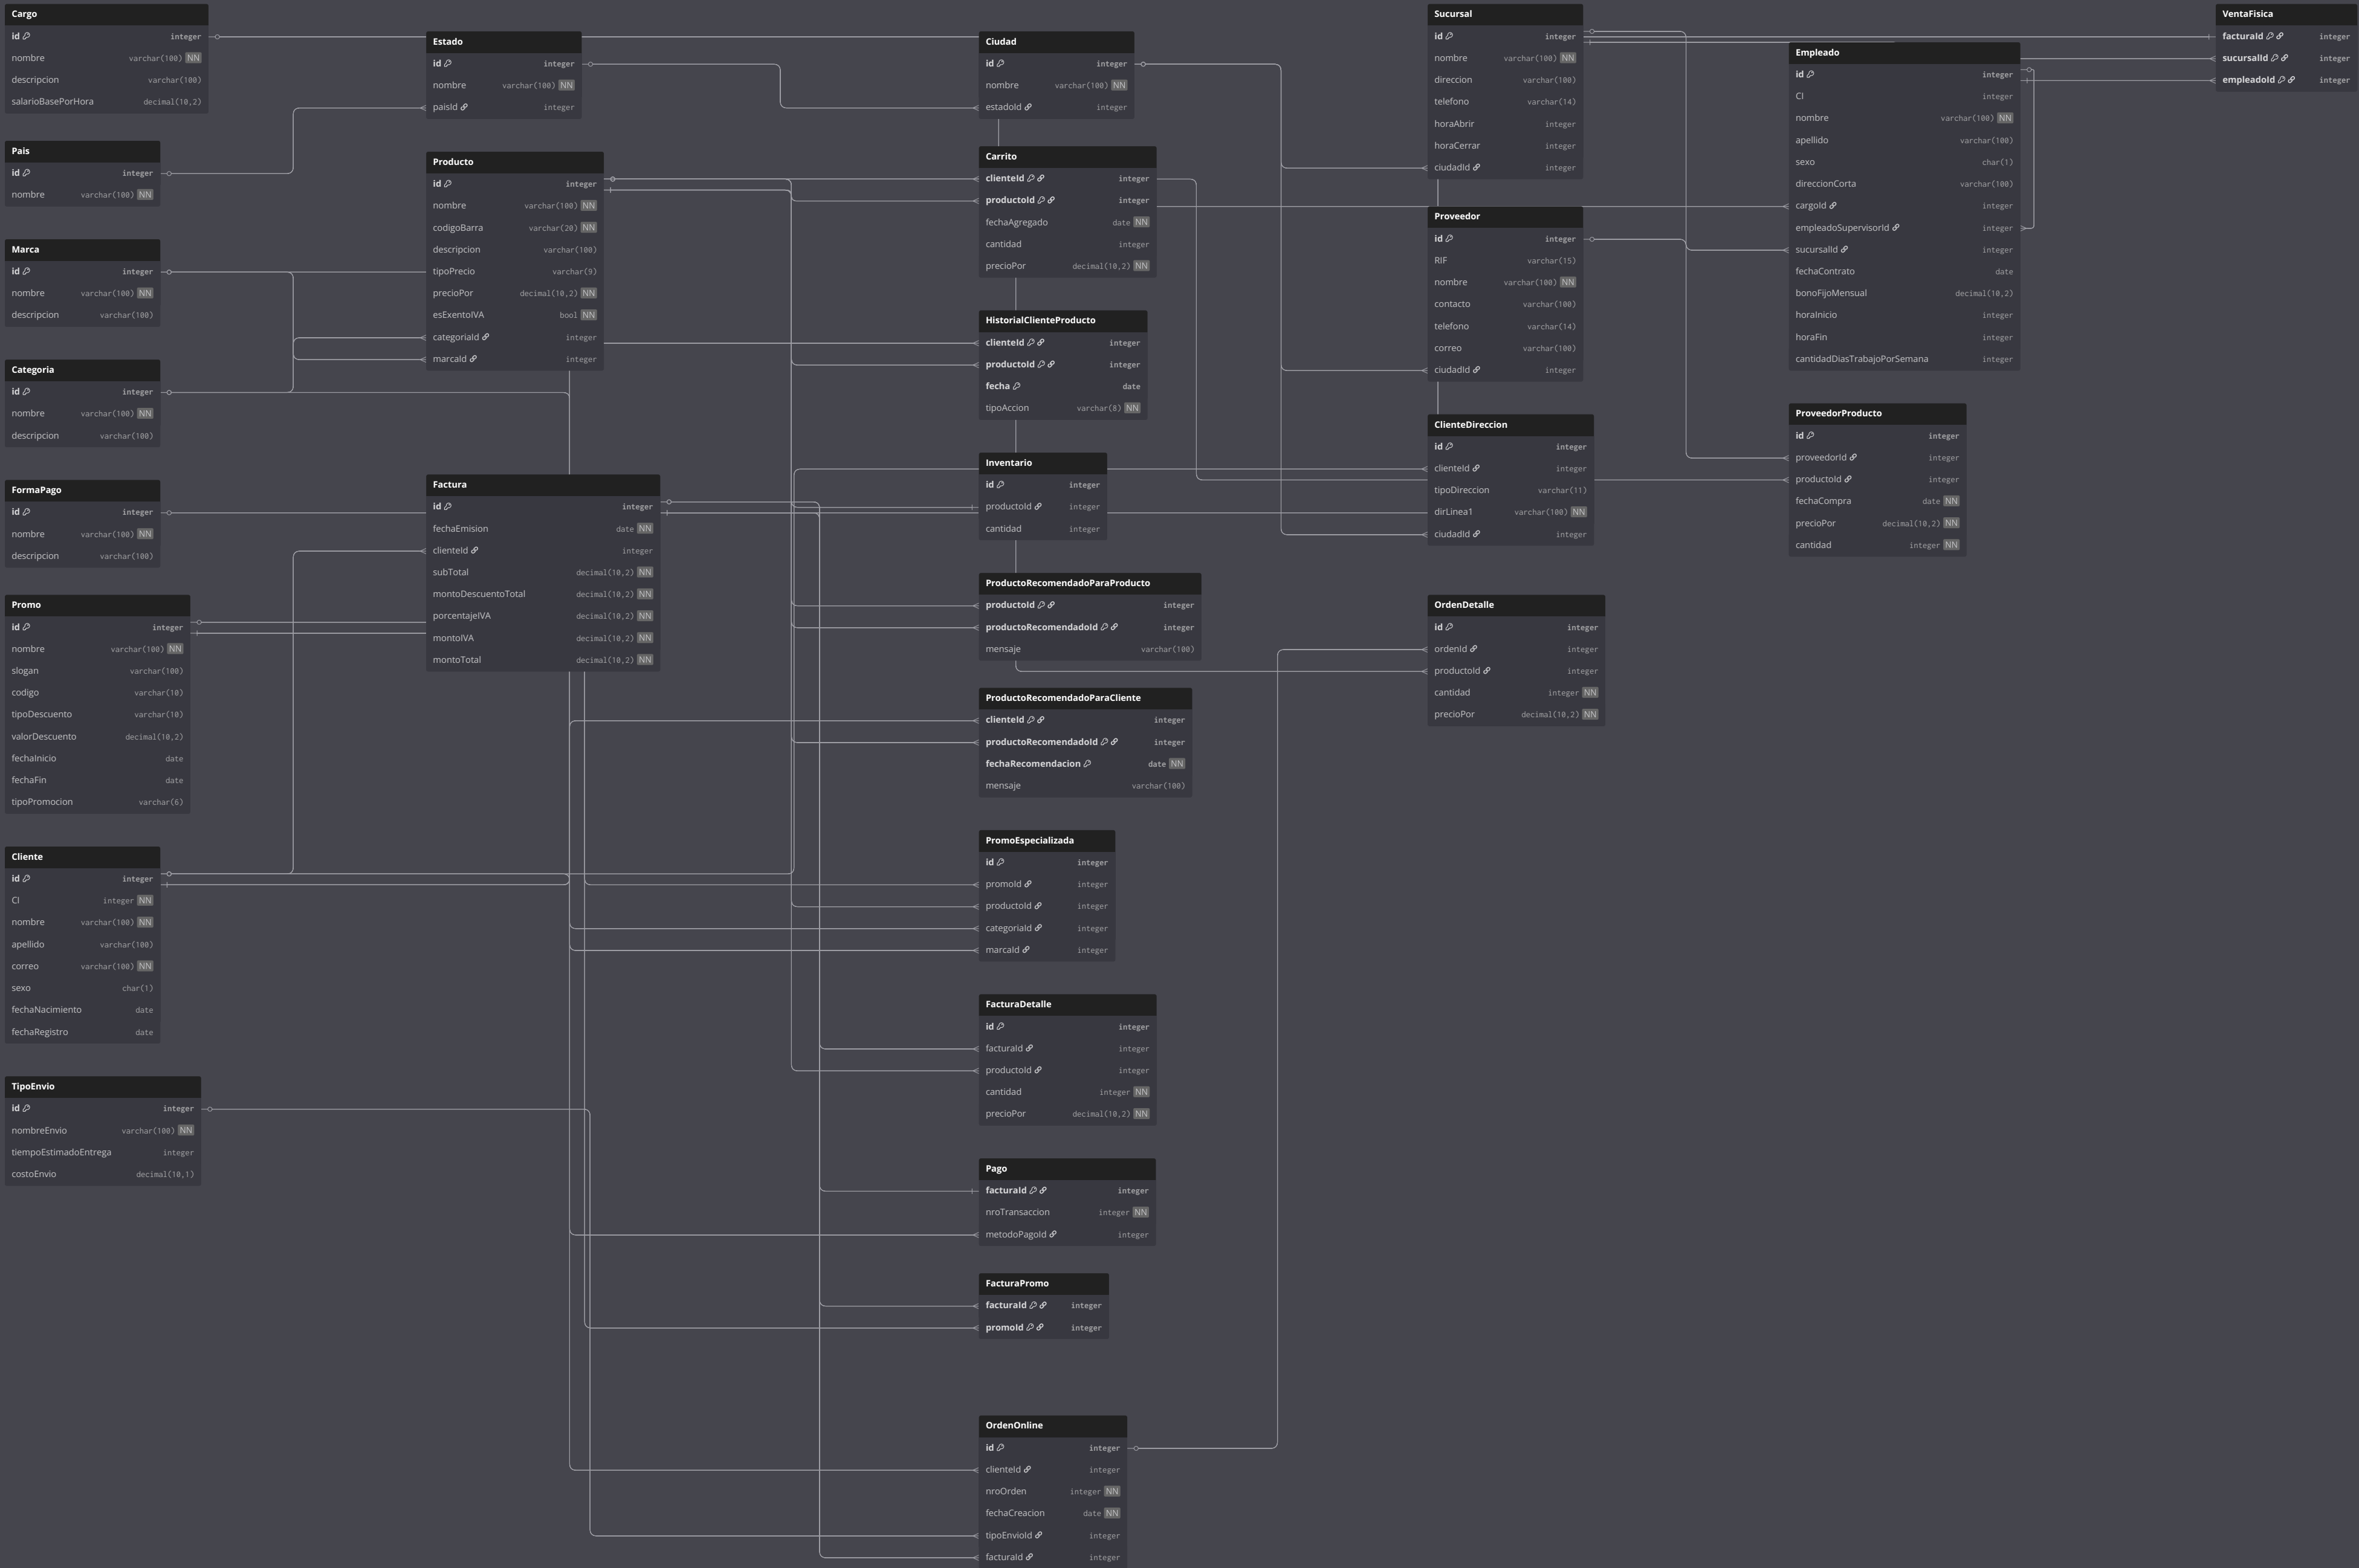 Cargo
id integer
nombre varchar(100) NN
descripcion varchar(100)
salarioBasePorHora decimal(10,2)
Pais
id integer
nombre varchar(100) NN
Marca
id integer
nombre varchar(100) NN
descripcion varchar(100)
Categoria
id integer
nombre varchar(100) NN
descripcion varchar(100)
FormaPago
id integer
nombre varchar(100) NN
descripcion varchar(100)
Promo
id integer
nombre varchar(100) NN
slogan varchar(100)
codigo varchar(10)
tipoDescuento varchar(10)
valorDescuento decimal(10,2)
fechaInicio date
fechaFin date
tipoPromocion varchar(6)
Cliente
id integer
CI integer NN
nombre varchar(100) NN
apellido varchar(100)
correo varchar(100) NN
sexo char(1)
fechaNacimiento date
fechaRegistro date
TipoEnvio
id integer
nombreEnvio varchar(100) NN
tiempoEstimadoEntrega integer
costoEnvio decimal(10,1)
Estado
id integer
nombre varchar(100) NN
paisId integer
Producto
id integer
nombre varchar(100) NN
codigoBarra varchar(20) NN
descripcion varchar(100)
tipoPrecio varchar(9)
precioPor decimal(10,2) NN
esExentoIVA bool NN
categoriaId integer
marcaId integer
Factura
id integer
fechaEmision date NN
clienteId integer
subTotal decimal(10,2) NN
montoDescuentoTotal decimal(10,2) NN
porcentajeIVA decimal(10,2) NN
montoIVA decimal(10,2) NN
montoTotal decimal(10,2) NN
Ciudad
id integer
nombre varchar(100) NN
estadoId integer
Carrito
clienteId integer
productoId integer
fechaAgregado date NN
cantidad integer
precioPor decimal(10,2) NN
HistorialClienteProducto
clienteId integer
productoId integer
fecha date
tipoAccion varchar(8) NN
Inventario
id integer
productoId integer
cantidad integer
ProductoRecomendadoParaProducto
productoId integer
productoRecomendadoId integer
mensaje varchar(100)
ProductoRecomendadoParaCliente
clienteId integer
productoRecomendadoId integer
fechaRecomendacion date NN
mensaje varchar(100)
PromoEspecializada
id integer
promoId integer
productoId integer
categoriaId integer
marcaId integer
FacturaDetalle
id integer
facturaId integer
productoId integer
cantidad integer NN
precioPor decimal(10,2) NN
Pago
facturaId integer
nroTransaccion integer NN
metodoPagoId integer
FacturaPromo
facturaId integer
promoId integer
OrdenOnline
id integer
clienteId integer
nroOrden integer NN
fechaCreacion date NN
tipoEnvioId integer
facturaId integer
Sucursal
id integer
nombre varchar(100) NN
direccion varchar(100)
telefono varchar(14)
horaAbrir integer
horaCerrar integer
ciudadId integer
Proveedor
id integer
RIF varchar(15)
nombre varchar(100) NN
contacto varchar(100)
telefono varchar(14)
correo varchar(100)
ciudadId integer
ClienteDireccion
id integer
clienteId integer
tipoDireccion varchar(11)
dirLinea1 varchar(100) NN
ciudadId integer
OrdenDetalle
id integer
ordenId integer
productoId integer
cantidad integer NN
precioPor decimal(10,2) NN
Empleado
id integer
CI integer
nombre varchar(100) NN
apellido varchar(100)
sexo char(1)
direccionCorta varchar(100)
cargoId integer
empleadoSupervisorId integer
sucursalId integer
fechaContrato date
bonoFijoMensual decimal(10,2)
horaInicio integer
horaFin integer
cantidadDiasTrabajoPorSemana integer
ProveedorProducto
id integer
proveedorId integer
productoId integer
fechaCompra date NN
precioPor decimal(10,2) NN
cantidad integer NN
VentaFisica
facturaId integer
sucursalId integer
empleadoId integer